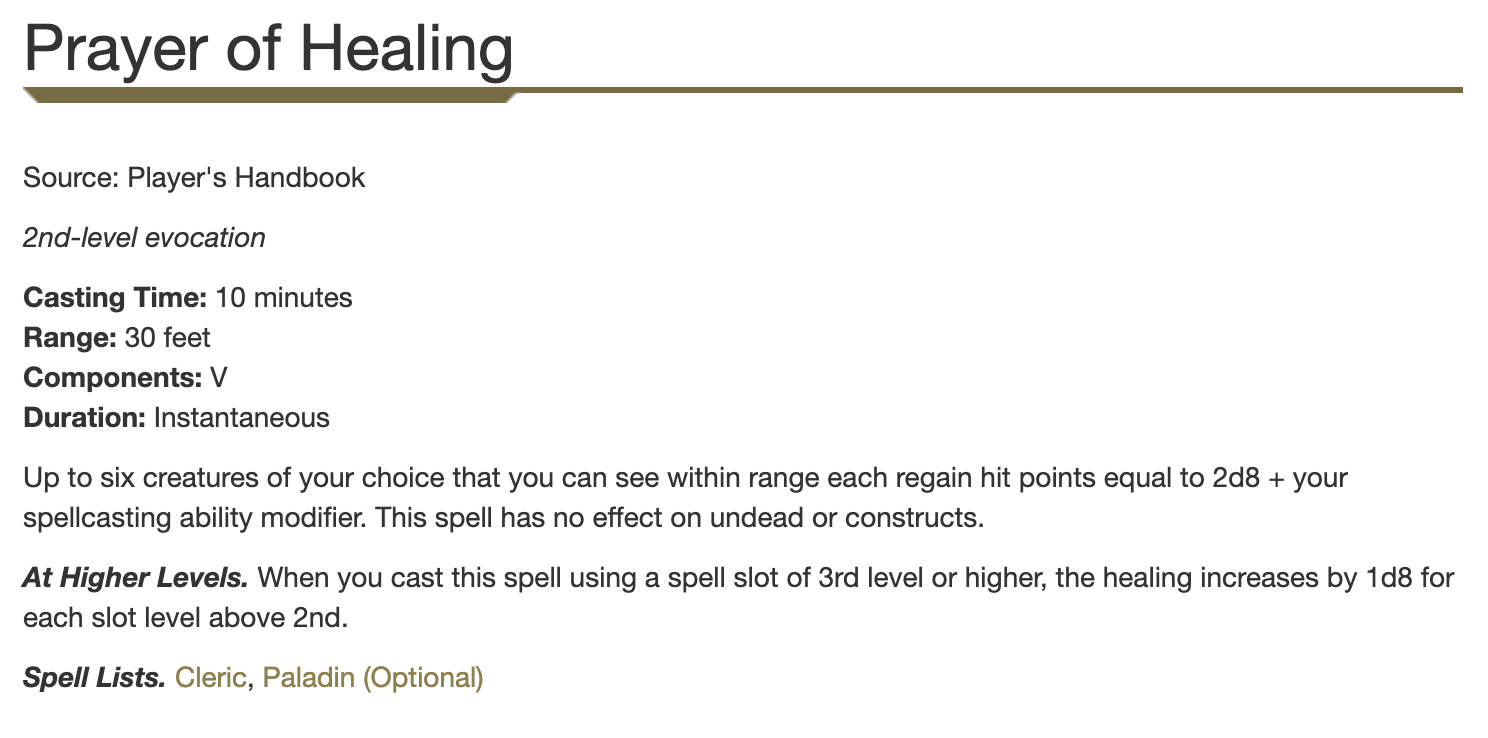 Prayer of Healing
Source: Player's Handbook
2nd-level evocation
Casting Time: 10 minutes
Range: 30 feet
Components: V
Duration: Instantaneous
Up to six creatures of your choice that you can see within range each regain hit points equal to 2d8 + your
spellcasting ability modifier. This spell has no effect on undead or constructs.
At Higher Levels. When you cast this spell using a spell slot of 3rd level or higher, the healing increases by 1d8 for
each slot level above 2nd.
Spell Lists. Cleric, Paladin (Optional)